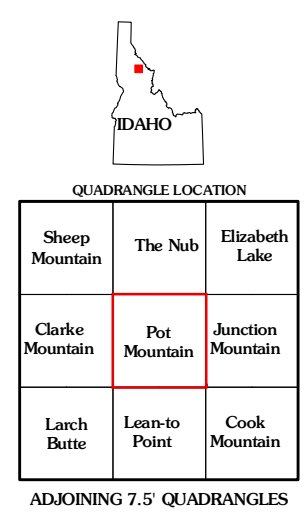 IDAHO
QUADRANGLE LOCATION
Sheep
Mountain
The Nub
Elizabeth
Lake
Clarke
Mountain
Pot
Mountain
Junction
Mountain
Larch
Butte
Lean-to
Point
Cook
Mountain
ADJOINING 7.5' QUADRANGLES